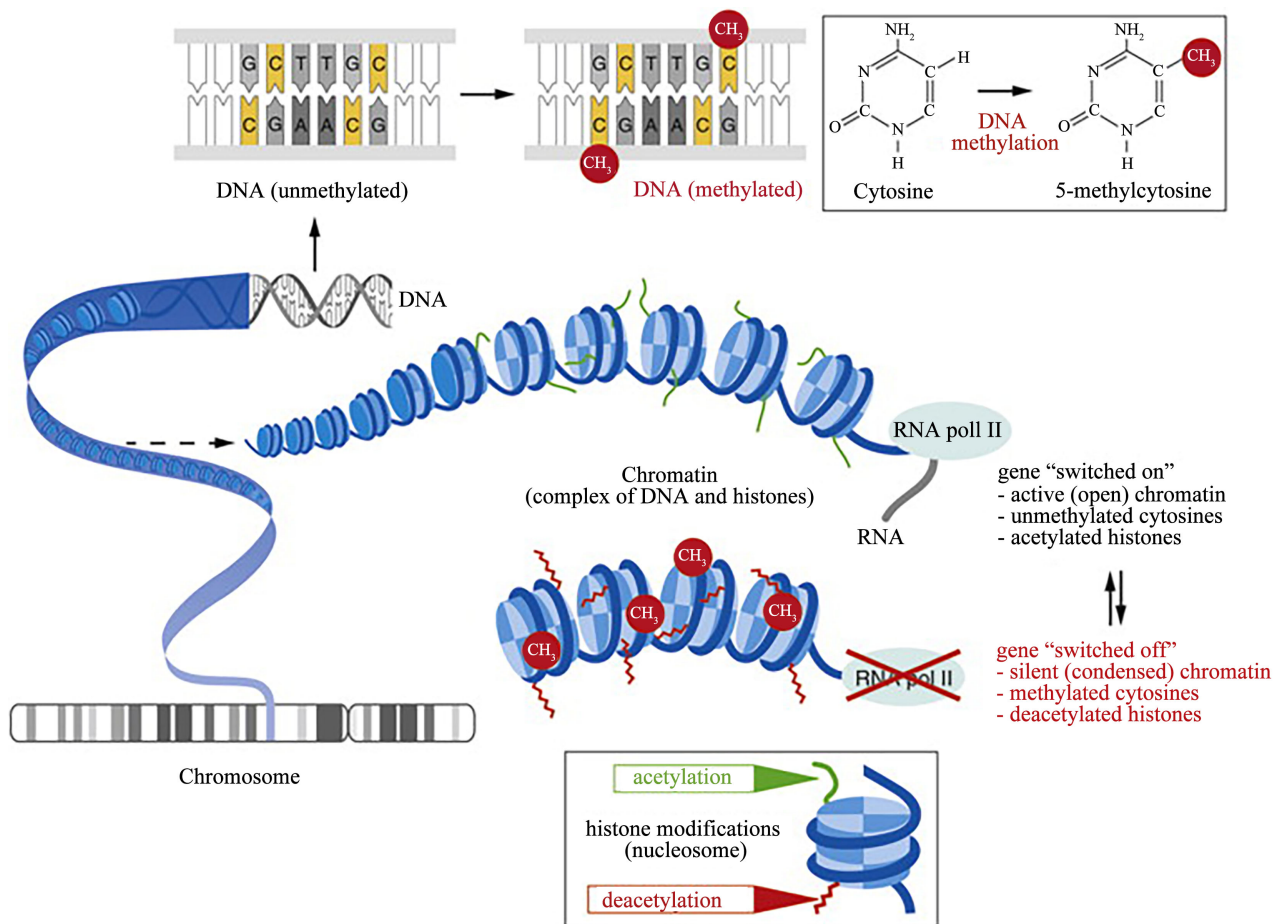 CH₃
G C T T G C
C G A A C G
DNA (unmethylated)
CH₃
G C T T G C
C G A A C G
CH₃
DNA (methylated)
NH₂
H
N
O
N
H
Cytosine
DNA
methylation
NH₂
CH₃
N
O
N
H
5-methylcytosine
DNA
RNA poll II
Chromatin
(complex of DNA and histones)
RNA
gene “switched on”
- active (open) chromatin
- unmethylated cytosines
- acetylated histones
CH₃
CH₃
CH₃
CH₃
RNA pol II
gene “switched off”
- silent (condensed) chromatin
- methylated cytosines
- deacetylated histones
Chromosome
acetylation
histone modifications
(nucleosome)
deacetylation